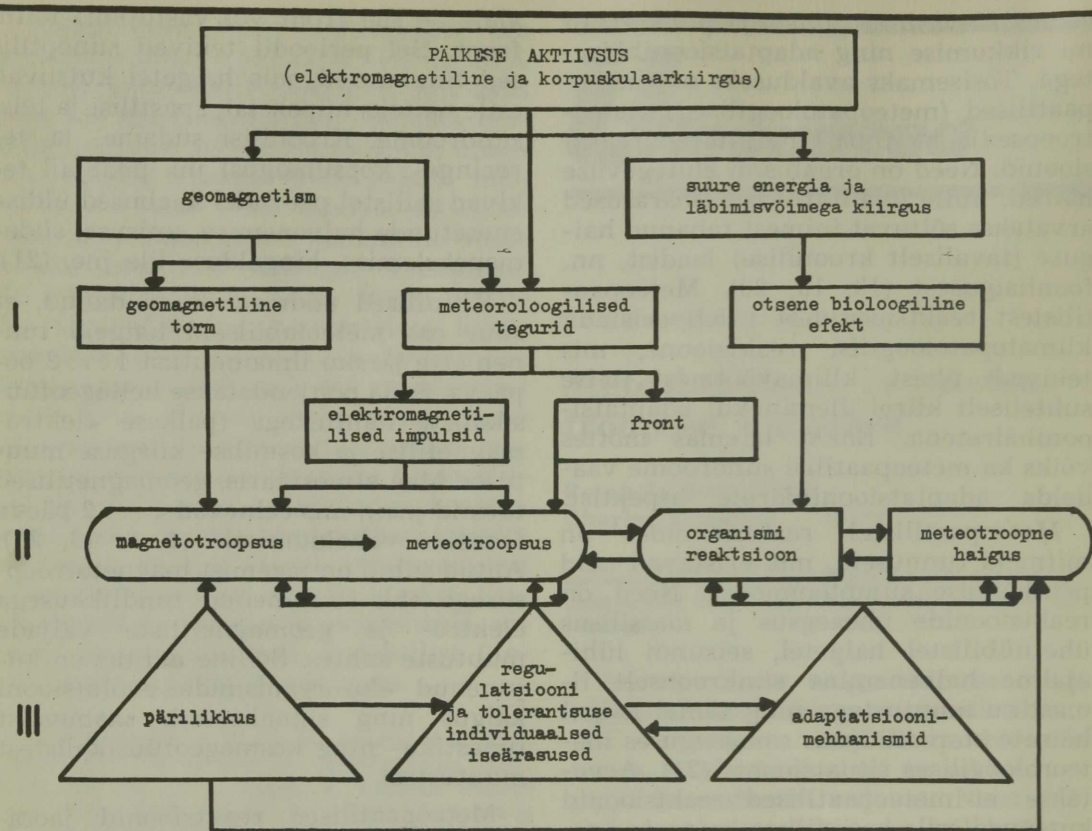 PÄIKESE AKTIIVSUS
(elektromagnetiline ja korpuskulaarkiirgus)
geomagnetism
suure energia ja
läbimisvõimega kiirgus
I
geomagnetiline
torm
meteoroloogilised
tegurid
otsene bioloogiline
efekt
elektromagneti-
lised impulsid
front
II
magnetotroopsus
meteotroopsus
organismi
reaktsioon
meteotroopne
haigus
III
pärilikkus
regu-
latsiooni
ja tolerantsuse
individuaalsed
iseärasused
adaptatsiooni-
mehhanismid